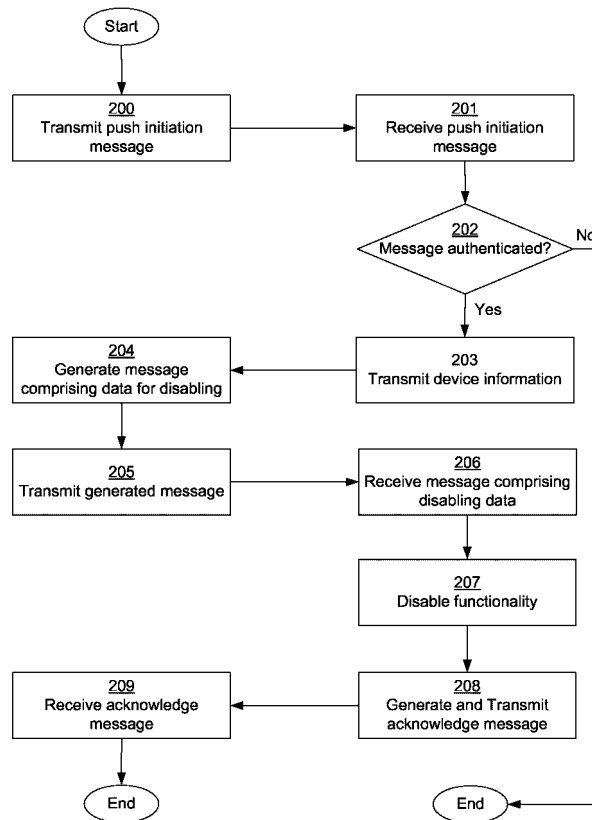 Start
200
Transmit push initiation
message
201
Receive push initiation
message
202
Message authenticated?
No
Yes
203
Transmit device information
204
Generate message
comprising data for disabling
205
Transmit generated message
206
Receive message comprising
disabling data
207
Disable functionality
208
Generate and Transmit
acknowledge message
209
Receive acknowledge
message
End
End